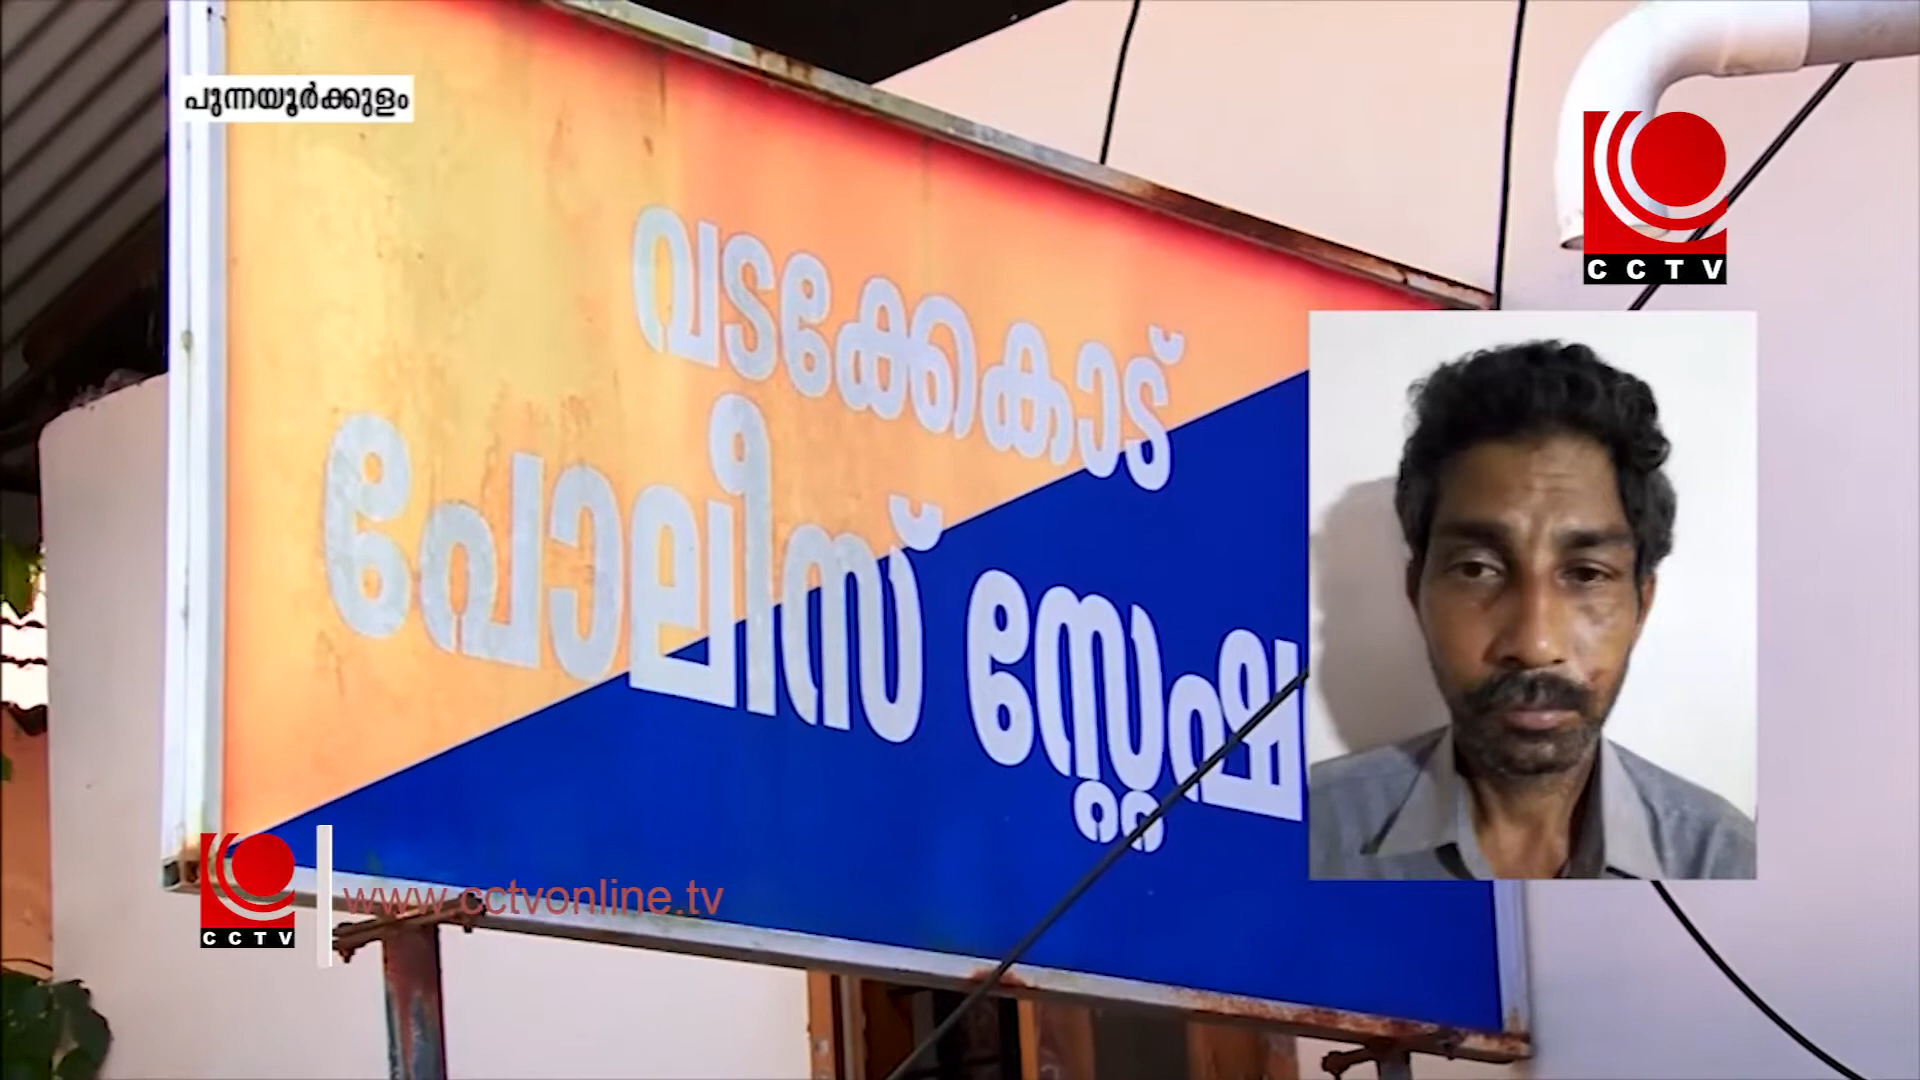 പുന്നയൂർക്കുളം
CCTV
വടക്കേകാട്
പോലീസ് സ്റ്റേഷ
CCTV
www.cctvonline.tv